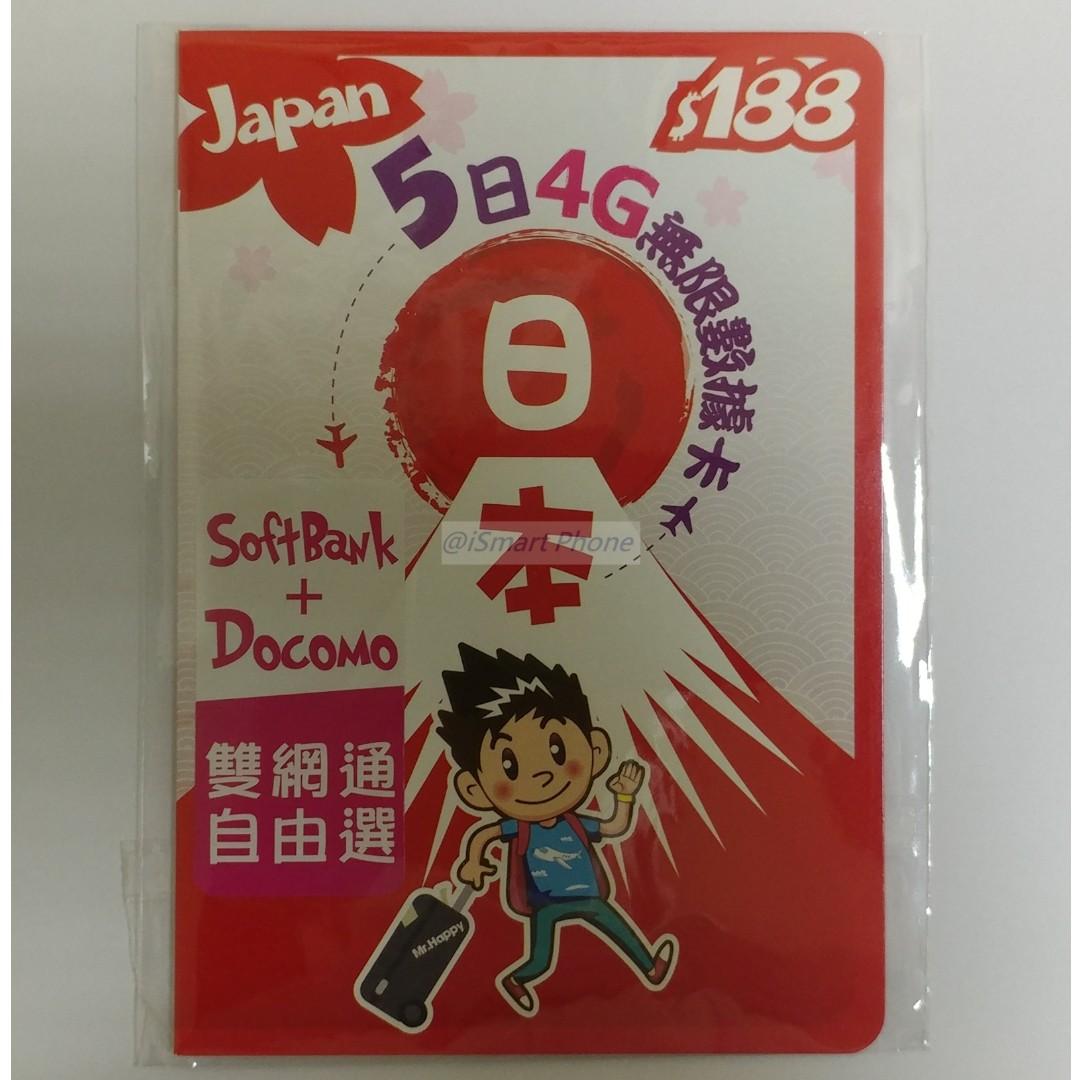 Japan
$188
5日4G無限數據卡
日本
@iSmart Phone
SoftBank
+
Docomo
雙網通
自由選
Mr.Happy